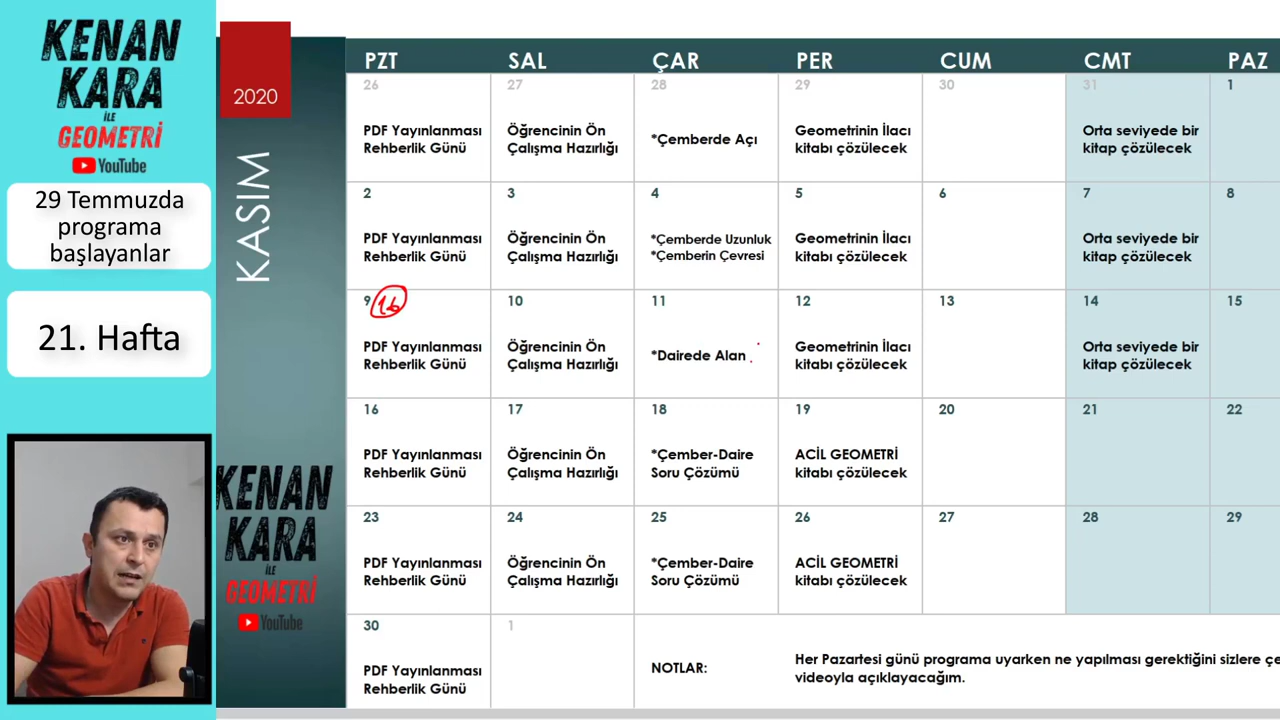 KENAN
KARA
İLE
GEOMETRİ
YouTube
29 Temmuzda
programa
başlayanlar
21. Hafta
2020
KASIM
KENAN
KARA
İLE
GEOMETRİ
YouTube
PZT SAL ÇAR PER CUM CMT PAZ
26 27 28 29 30 31 1
PDF Yayınlanması Öğrencinin Ön *Çemberde Açı Geometrinin İlacı Orta seviyede bir
Rehberlik Günü Çalışma Hazırlığı kitabı çözülecek kitap çözülecek
2 3 4 5 6 7 8
PDF Yayınlanması Öğrencinin Ön *Çemberde Uzunluk Geometrinin İlacı Orta seviyede bir
Rehberlik Günü Çalışma Hazırlığı *Çemberin Çevresi kitabı çözülecek kitap çözülecek
9 16 10 11 12 13 14 15
PDF Yayınlanması Öğrencinin Ön *Dairede Alan Geometrinin İlacı Orta seviyede bir
Rehberlik Günü Çalışma Hazırlığı kitabı çözülecek kitap çözülecek
16 17 18 19 20 21 22
PDF Yayınlanması Öğrencinin Ön *Çember-Daire ACİL GEOMETRİ
Rehberlik Günü Çalışma Hazırlığı Soru Çözümü kitabı çözülecek
23 24 25 26 27 28 29
PDF Yayınlanması Öğrencinin Ön *Çember-Daire ACİL GEOMETRİ
Rehberlik Günü Çalışma Hazırlığı Soru Çözümü kitabı çözülecek
30 1
PDF Yayınlanması
Rehberlik Günü
NOTLAR: Her Pazartesi günü programa uyarken ne yapılması gerektiğini sizlere çe
videoyla açıklayacağım.